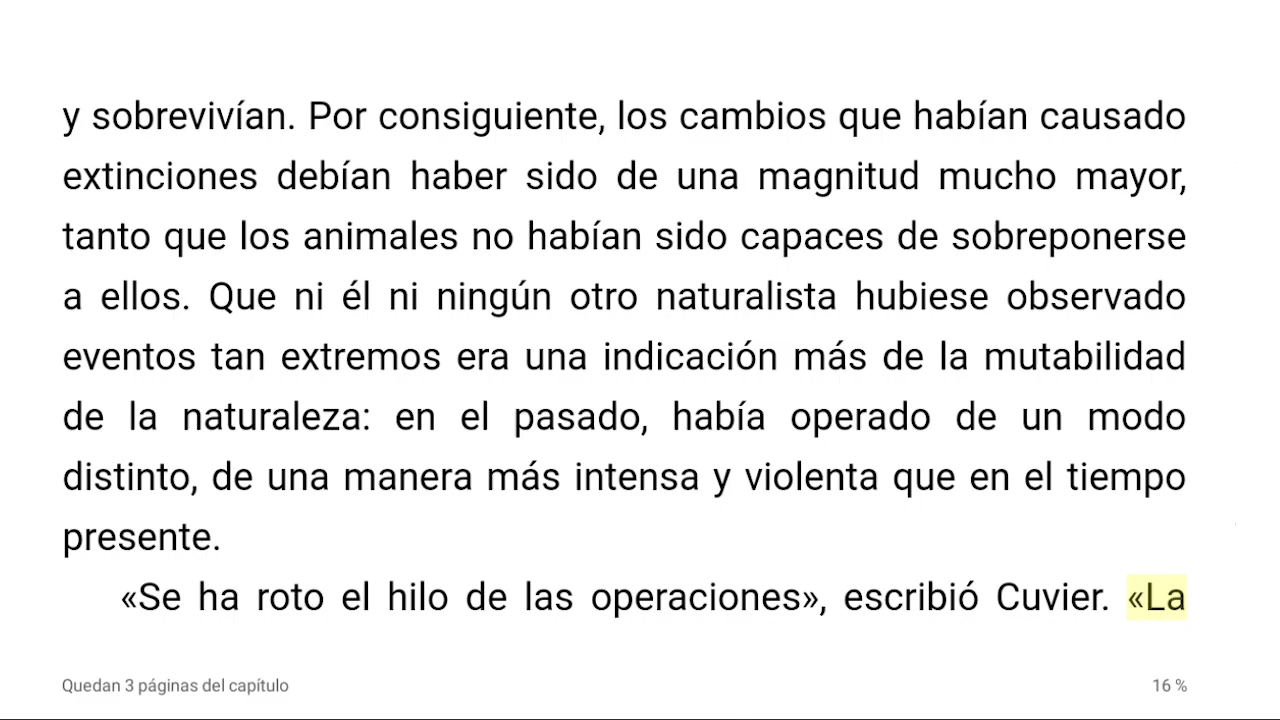 y sobrevivían. Por consiguiente, los cambios que habían causado
extinciones debían haber sido de una magnitud mucho mayor,
tanto que los animales no habían sido capaces de sobreponerse
a ellos. Que ni él ni ningún otro naturalista hubiese observado
eventos tan extremos era una indicación más de la mutabilidad
de la naturaleza: en el pasado, había operado de un modo
distinto, de una manera más intensa y violenta que en el tiempo
presente.
«Se ha roto el hilo de las operaciones», escribió Cuvier. «La
Quedan 3 páginas del capítulo
16 %